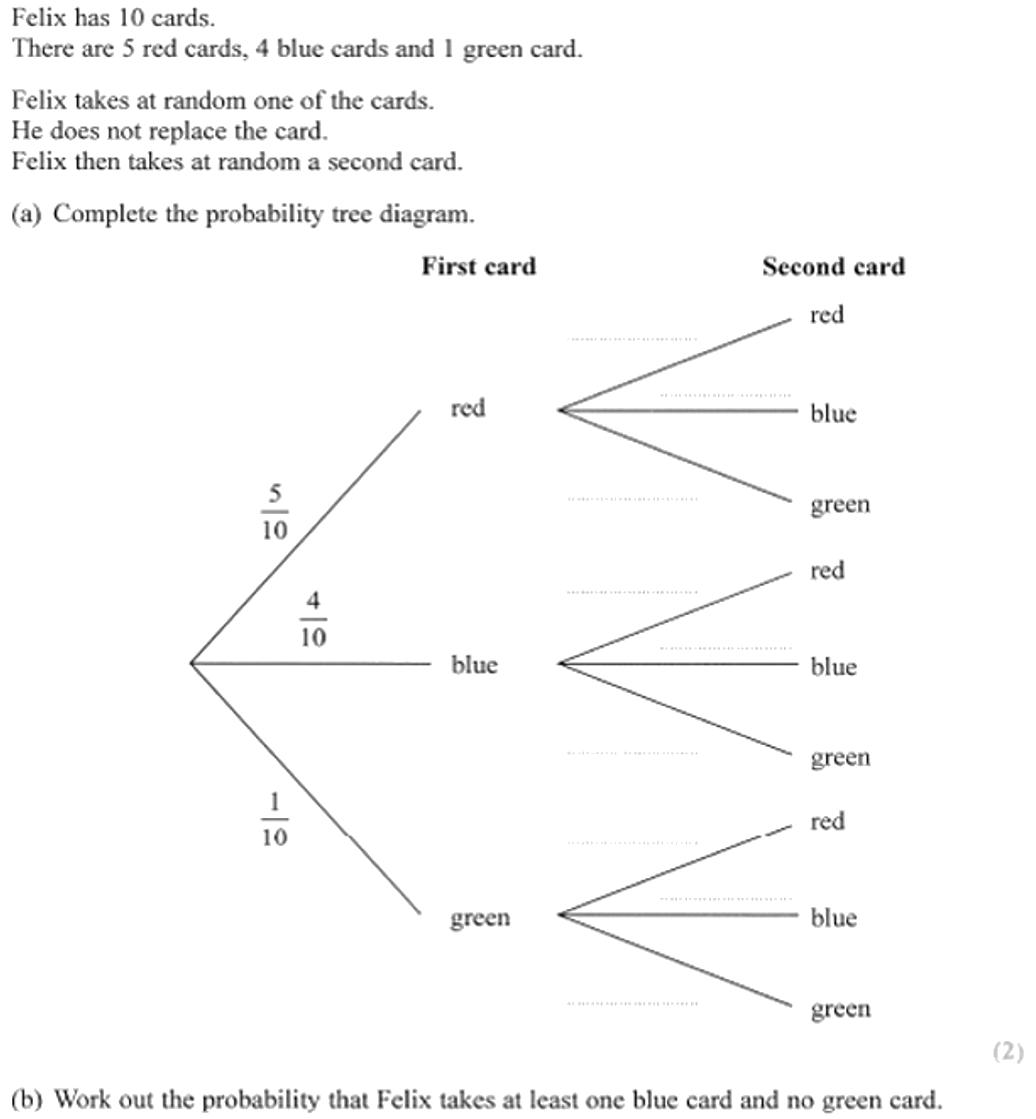 Felix has 10 cards.
There are 5 red cards, 4 blue cards and 1 green card.
Felix takes at random one of the cards.
He does not replace the card.
Felix then takes at random a second card.
(a) Complete the probability tree diagram.
First card Second card
red
red
blue
5
10
green
red
4
10
blue
blue
green
1
10
red
green
blue
green
(2)
(b) Work out the probability that Felix takes at least one blue card and no green card.